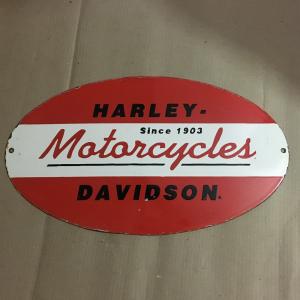 HARLEY-
Since 1903
Motorcycles
DAVIDSON.